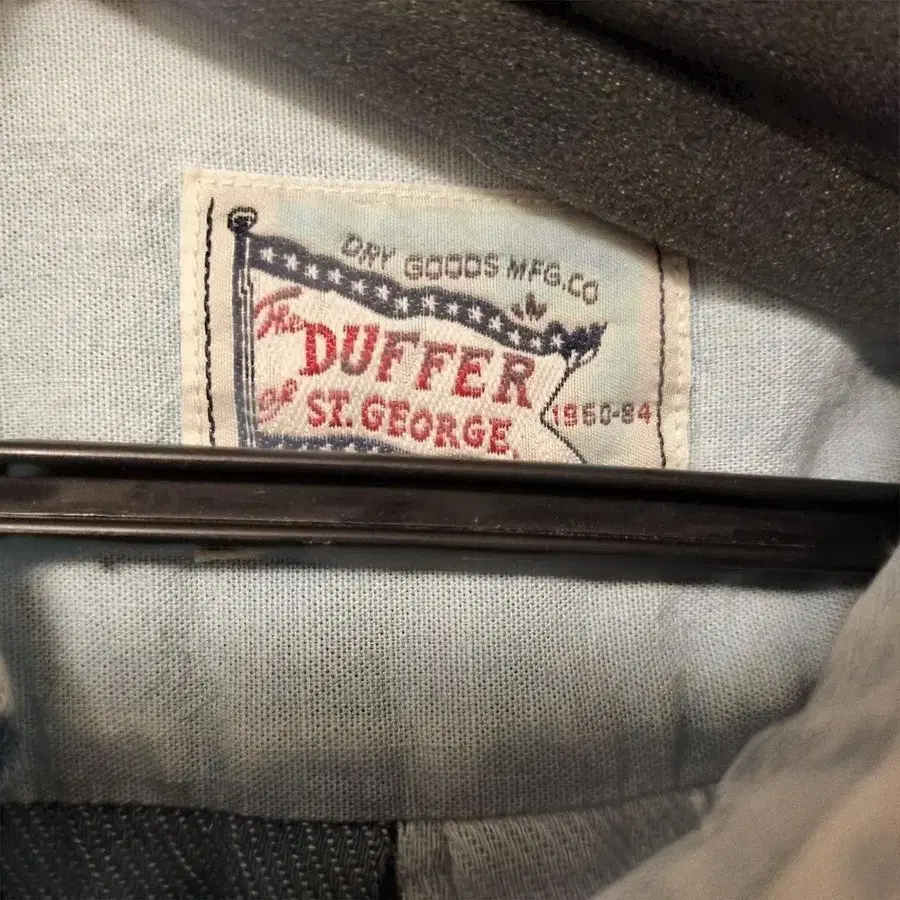 DRY GOODS MFG.CO
The DUFFER
of ST. GEORGE.
1960-84